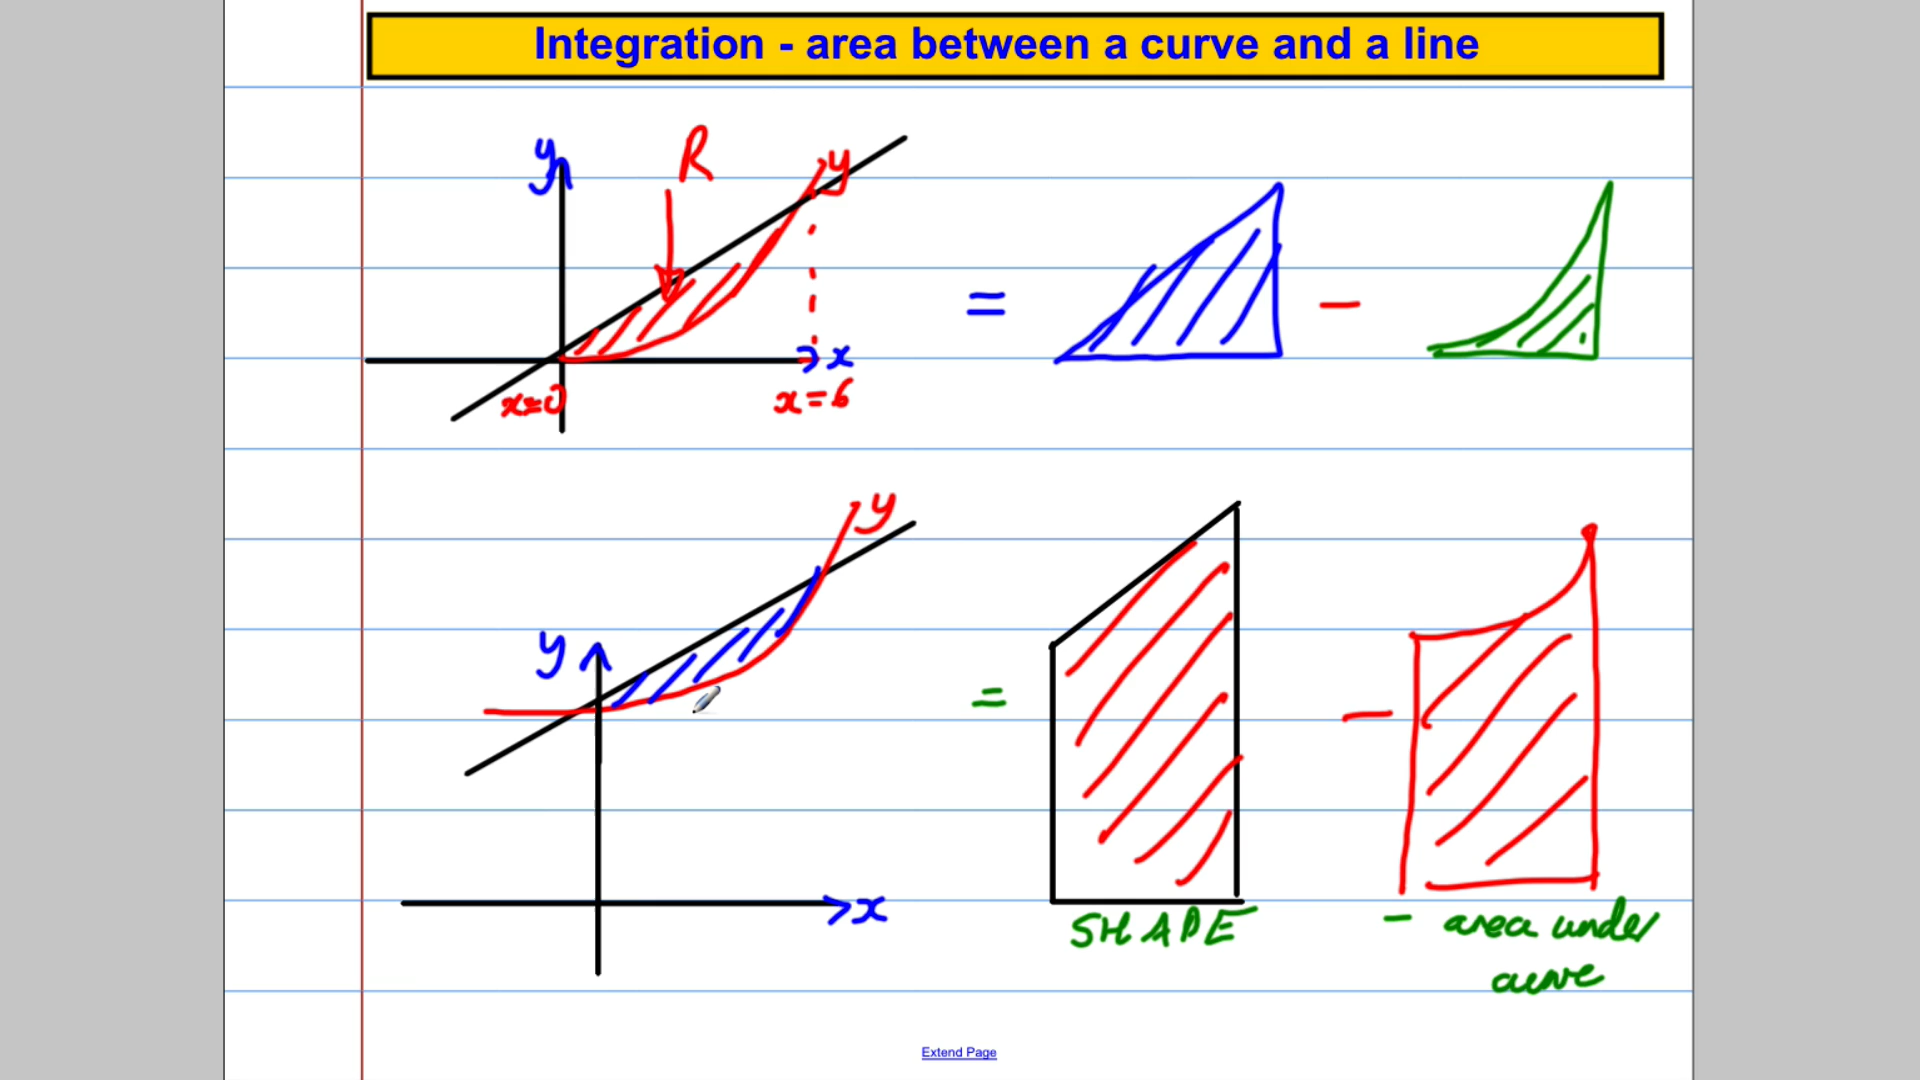 Integration - area between a curve and a line
y
R
y
=
-
x
x=0
x=6
y
y
=
-
x
SHAPE
- area under
curve
Extend Page